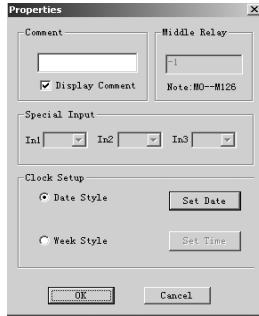 Properties
Comment
Display Comment
Middle Relay
-1
Note:M0--M126
Special Input
In1 In2 In3
Clock Setup
Date Style
Set Date
Week Style
Set Time
OK Cancel